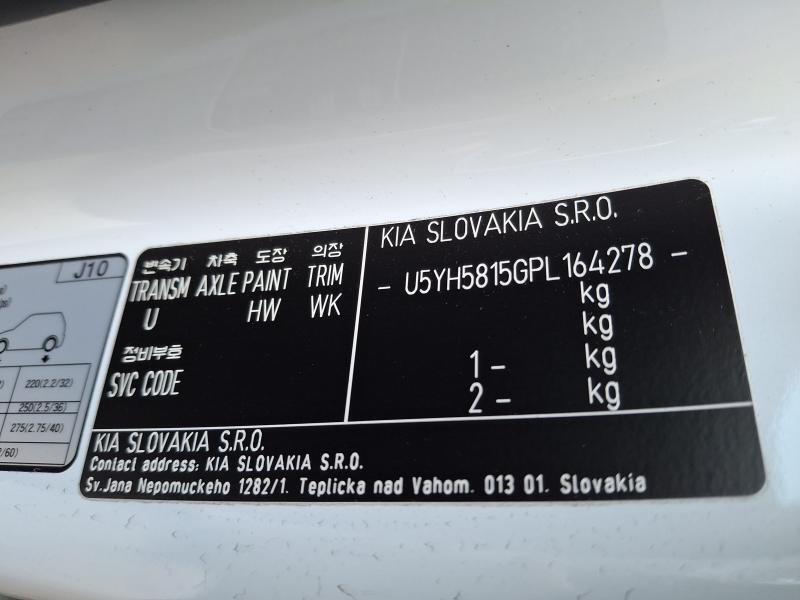 J10
220(2.2/32)
250(2.5/36)
275(2.75/40)
/60)
변속기 차축 도장 의장
TRANSM AXLE PAINT TRIM
U HW WK
정비부호
SVC CODE
KIA SLOVAKIA S.R.O.
- U5YH5815GPL164278 -
kg
kg
1 - kg
2 - kg
KIA SLOVAKIA S.R.O.
Contact address: KIA SLOVAKIA S.R.O.
Sv.Jana Nepomuckeho 1282/1. Teplicka nad Vahom. 013 01. Slovakia